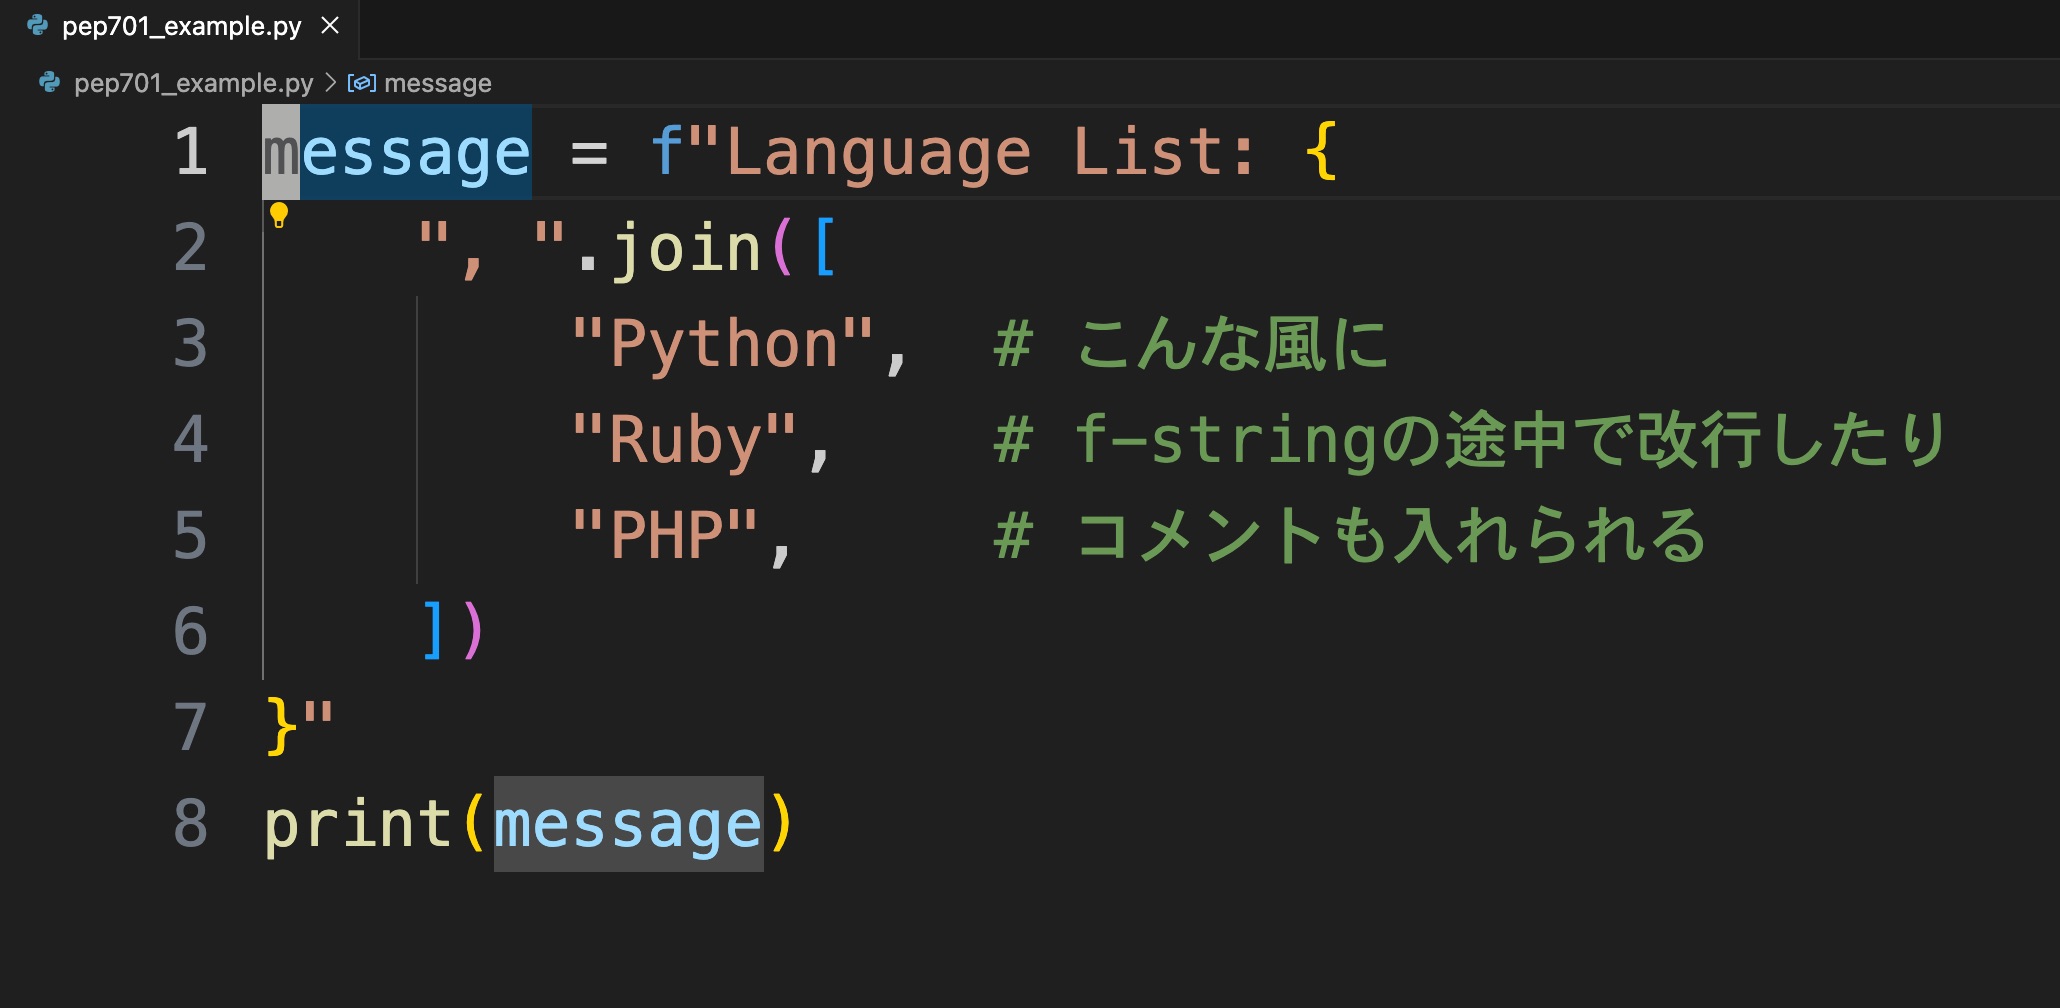 pep701_example.py
pep701_example.py > message
1 message = f"Language List: {
2     ", ".join([
3         "Python",  # こんな風に
4         "Ruby",    # f-stringの途中で改行したり
5         "PHP",     # コメントも入れられる
6     ])
7 }"
8 print(message)